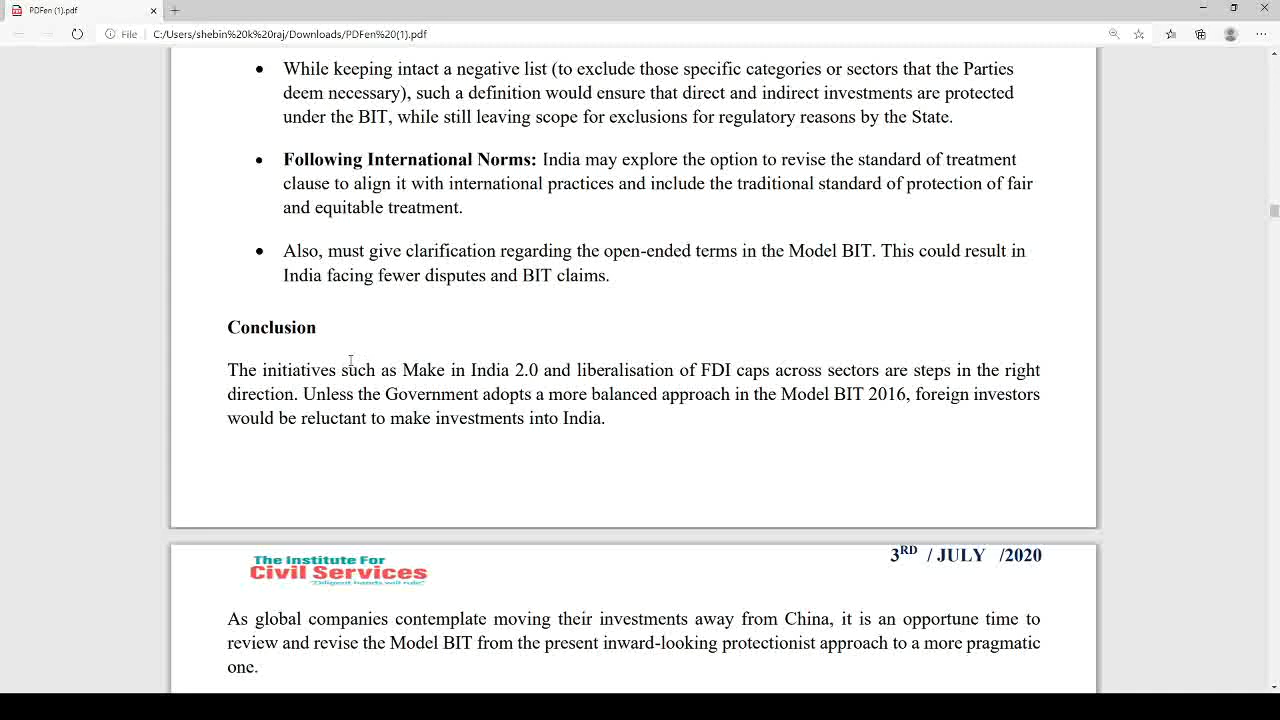 PDFen (1).pdf
File
C:/Users/shebin%20k%20raj/Downloads/PDFen%20(1).pdf
• While keeping intact a negative list (to exclude those specific categories or sectors that the Parties
deem necessary), such a definition would ensure that direct and indirect investments are protected
under the BIT, while still leaving scope for exclusions for regulatory reasons by the State.
• Following International Norms: India may explore the option to revise the standard of treatment
clause to align it with international practices and include the traditional standard of protection of fair
and equitable treatment.
• Also, must give clarification regarding the open-ended terms in the Model BIT. This could result in
India facing fewer disputes and BIT claims.
Conclusion
The initiatives such as Make in India 2.0 and liberalisation of FDI caps across sectors are steps in the right
direction. Unless the Government adopts a more balanced approach in the Model BIT 2016, foreign investors
would be reluctant to make investments into India.
The Institute For
Civil Services
"Diligent hands will rule"
3RD / JULY /2020
As global companies contemplate moving their investments away from China, it is an opportune time to
review and revise the Model BIT from the present inward-looking protectionist approach to a more pragmatic
one.